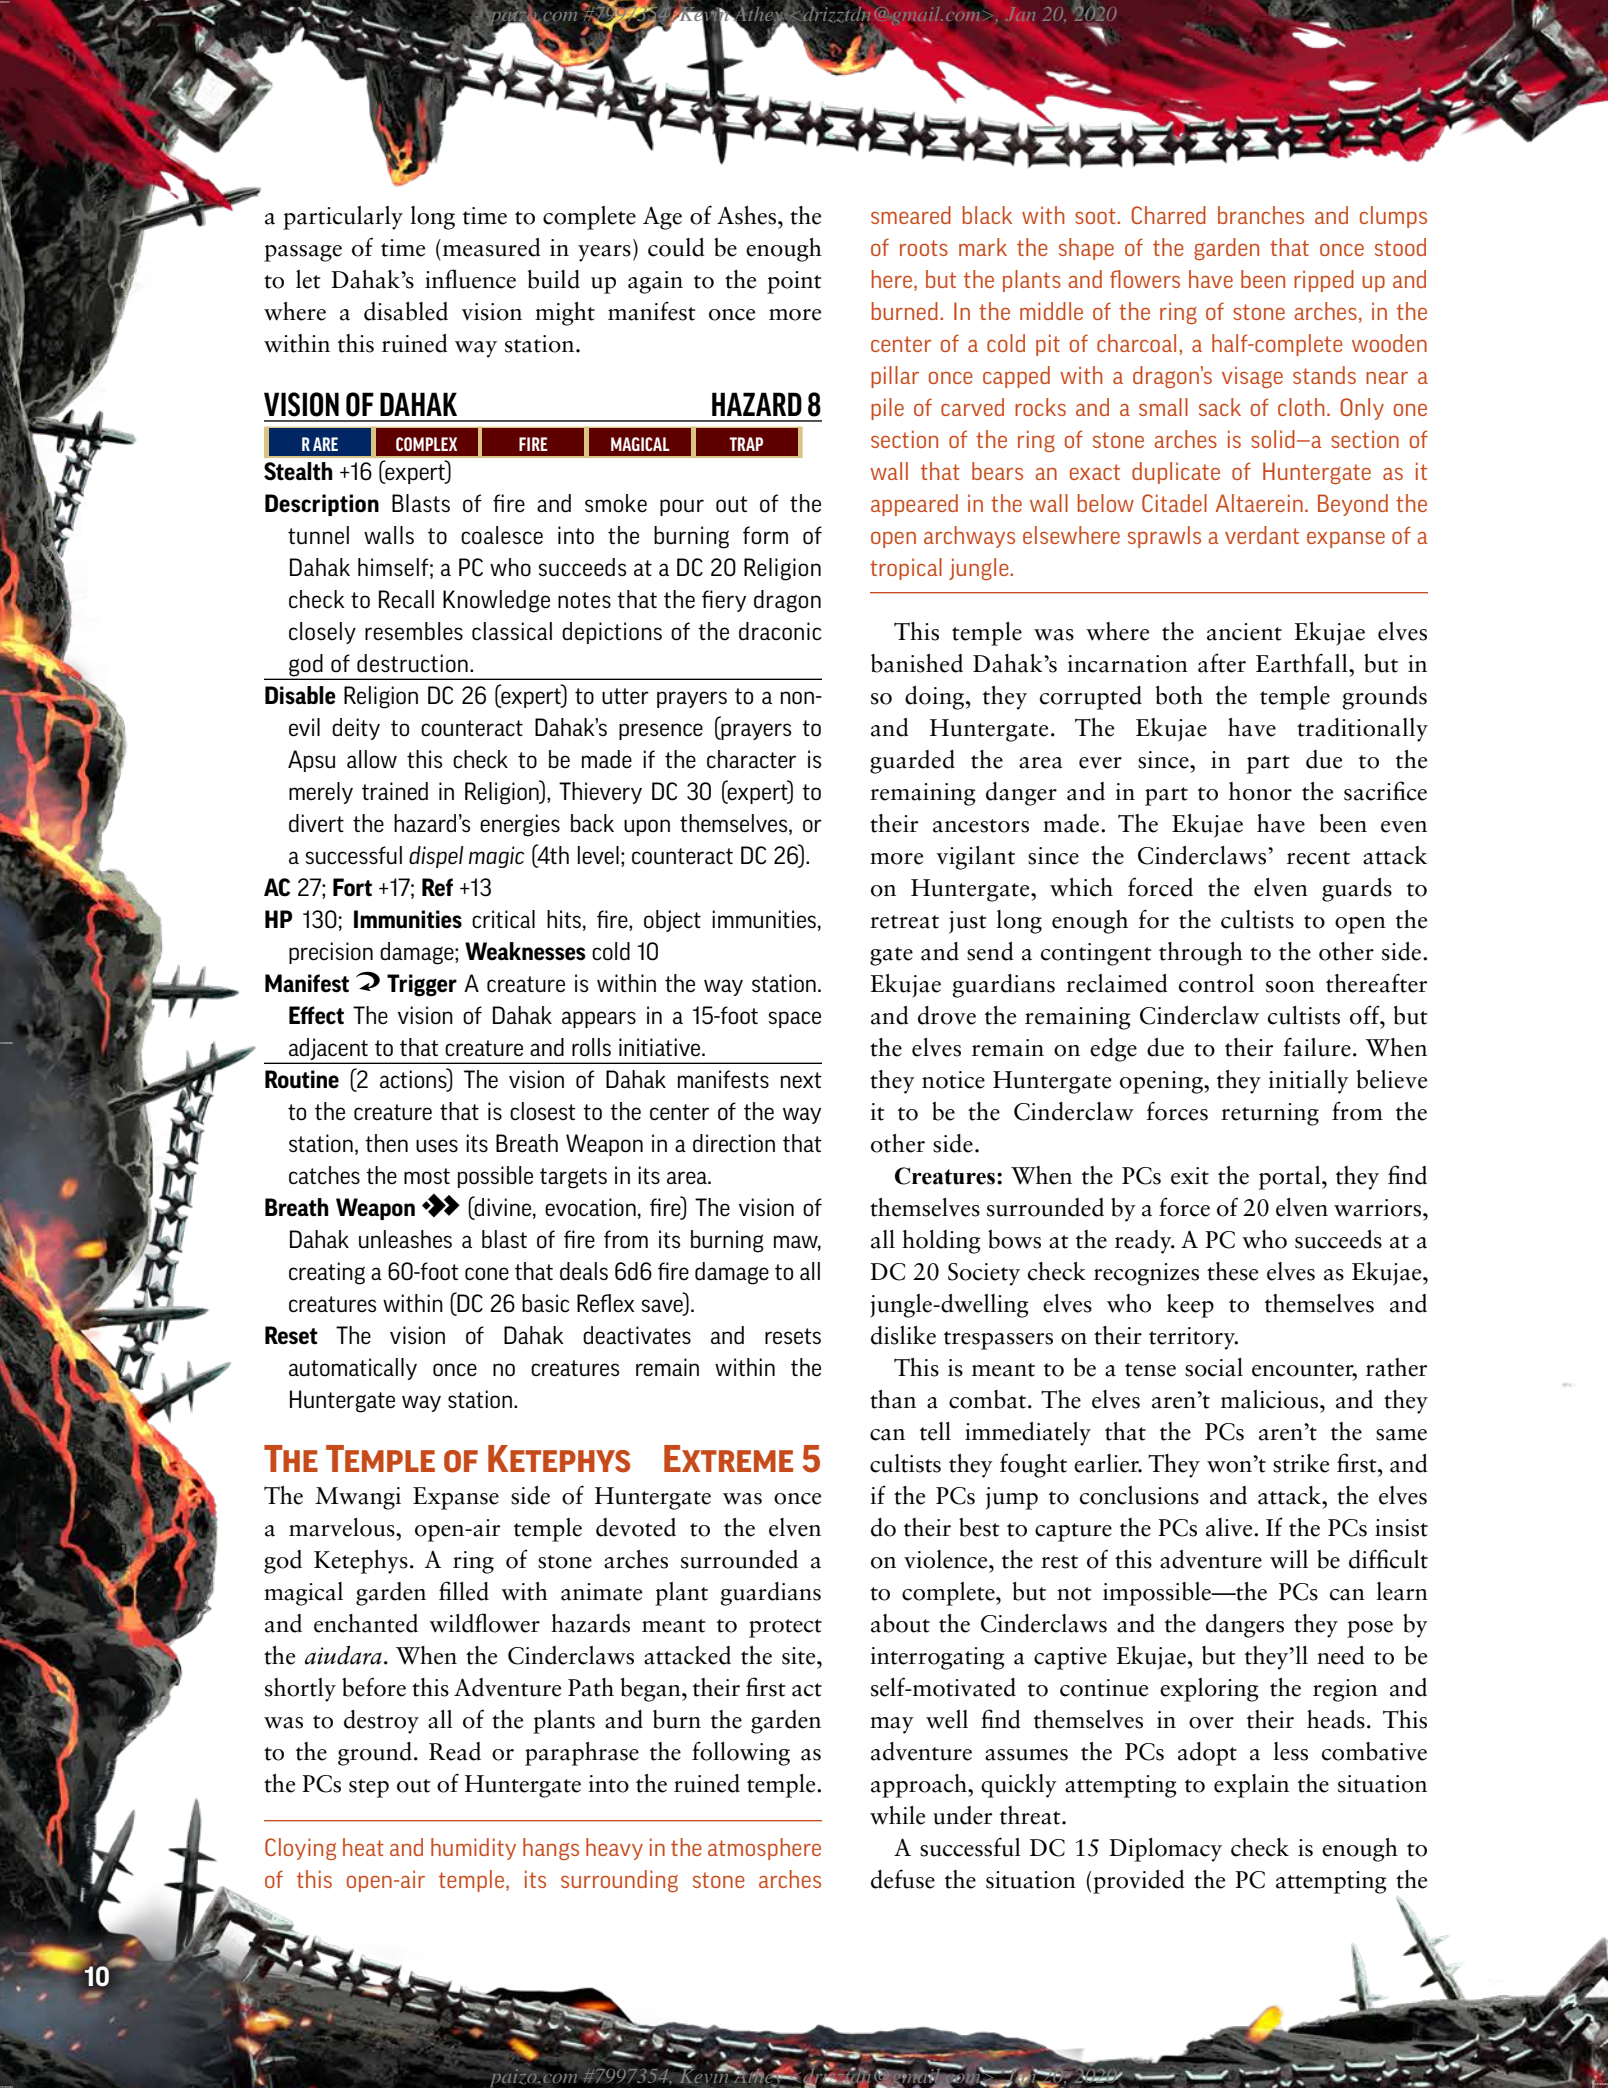 paizo.com #7997354, Kevin Athey <drizztdn@gmail.com>, Jan 20, 2020
a particularly long time to complete Age of Ashes, the
passage of time (measured in years) could be enough
to let Dahak’s influence build up again to the point
where a disabled vision might manifest once more
within this ruined way station.
VISION OF DAHAK HAZARD 8
RARE COMPLEX FIRE MAGICAL TRAP
Stealth +16 (expert)
Description Blasts of fire and smoke pour out of the
tunnel walls to coalesce into the burning form of
Dahak himself; a PC who succeeds at a DC 20 Religion
check to Recall Knowledge notes that the fiery dragon
closely resembles classical depictions of the draconic
god of destruction.
Disable Religion DC 26 (expert) to utter prayers to a non-
evil deity to counteract Dahak’s presence (prayers to
Apsu allow this check to be made if the character is
merely trained in Religion), Thievery DC 30 (expert) to
divert the hazard’s energies back upon themselves, or
a successful dispel magic (4th level; counteract DC 26).
AC 27; Fort +17; Ref +13
HP 130; Immunities critical hits, fire, object immunities,
precision damage; Weaknesses cold 10
Manifest Trigger A creature is within the way station.
Effect The vision of Dahak appears in a 15-foot space
adjacent to that creature and rolls initiative.
Routine (2 actions) The vision of Dahak manifests next
to the creature that is closest to the center of the way
station, then uses its Breath Weapon in a direction that
catches the most possible targets in its area.
Breath Weapon (divine, evocation, fire) The vision of
Dahak unleashes a blast of fire from its burning maw,
creating a 60-foot cone that deals 6d6 fire damage to all
creatures within (DC 26 basic Reflex save).
Reset The vision of Dahak deactivates and resets
automatically once no creatures remain within the
Huntergate way station.
THE TEMPLE OF KETEPHYS EXTREME 5
The Mwangi Expanse side of Huntergate was once
a marvelous, open-air temple devoted to the elven
god Ketephys. A ring of stone arches surrounded a
magical garden filled with animate plant guardians
and enchanted wildflower hazards meant to protect
the aiudara. When the Cinderclaws attacked the site,
shortly before this Adventure Path began, their first act
was to destroy all of the plants and burn the garden
to the ground. Read or paraphrase the following as
the PCs step out of Huntergate into the ruined temple.
Cloying heat and humidity hangs heavy in the atmosphere
of this open-air temple, its surrounding stone arches
smeared black with soot. Charred branches and clumps
of roots mark the shape of the garden that once stood
here, but the plants and flowers have been ripped up and
burned. In the middle of the ring of stone arches, in the
center of a cold pit of charcoal, a half-complete wooden
pillar once capped with a dragon’s visage stands near a
pile of carved rocks and a small sack of cloth. Only one
section of the ring of stone arches is solid—a section of
wall that bears an exact duplicate of Huntergate as it
appeared in the wall below Citadel Altaerein. Beyond the
open archways elsewhere sprawls a verdant expanse of a
tropical jungle.
This temple was where the ancient Ekujae elves
banished Dahak’s incarnation after Earthfall, but in
so doing, they corrupted both the temple grounds
and Huntergate. The Ekujae have traditionally
guarded the area ever since, in part due to the
remaining danger and in part to honor the sacrifice
their ancestors made. The Ekujae have been even
more vigilant since the Cinderclaws’ recent attack
on Huntergate, which forced the elven guards to
retreat just long enough for the cultists to open the
gate and send a contingent through to the other side.
Ekujae guardians reclaimed control soon thereafter
and drove the remaining Cinderclaw cultists off, but
the elves remain on edge due to their failure. When
they notice Huntergate opening, they initially believe
it to be the Cinderclaw forces returning from the
other side.
Creatures: When the PCs exit the portal, they find
themselves surrounded by a force of 20 elven warriors,
all holding bows at the ready. A PC who succeeds at a
DC 20 Society check recognizes these elves as Ekujae,
jungle-dwelling elves who keep to themselves and
dislike trespassers on their territory.
This is meant to be a tense social encounter, rather
than a combat. The elves aren’t malicious, and they
can tell immediately that the PCs aren’t the same
cultists they fought earlier. They won’t strike first, and
if the PCs jump to conclusions and attack, the elves
do their best to capture the PCs alive. If the PCs insist
on violence, the rest of this adventure will be difficult
to complete, but not impossible—the PCs can learn
about the Cinderclaws and the dangers they pose by
interrogating a captive Ekujae, but they’ll need to be
self-motivated to continue exploring the region and
may well find themselves in over their heads. This
adventure assumes the PCs adopt a less combative
approach, quickly attempting to explain the situation
while under threat.
A successful DC 15 Diplomacy check is enough to
defuse the situation (provided the PC attempting the
10
paizo.com #7997354, Kevin Athey <drizztdn@gmail.com>, Jan 20, 2020